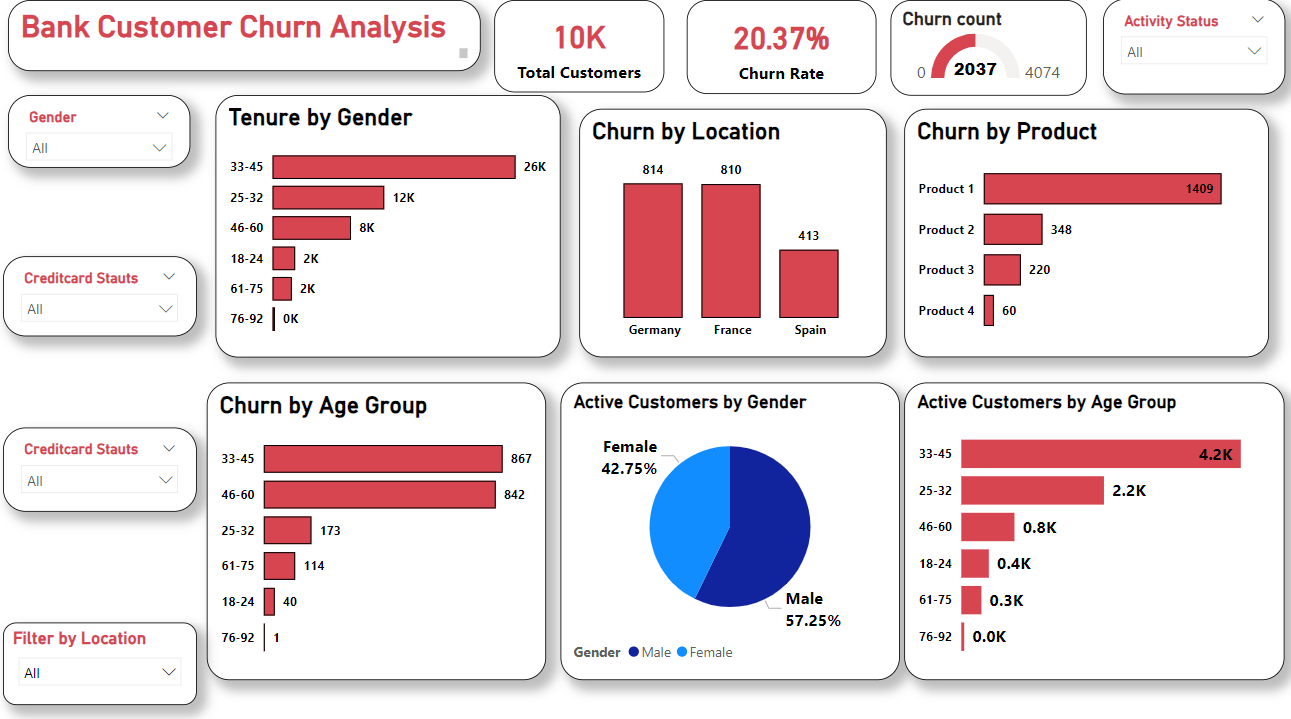 Bank Customer Churn Analysis
10K
Total Customers
20.37%
Churn Rate
Churn count
0
2037
4074
Activity Status
All
Gender
All
Creditcard Stauts
All
Creditcard Stauts
All
Filter by Location
All
Tenure by Gender
33-45
26K
25-32
12K
46-60
8K
18-24
2K
61-75
2K
76-92
0K
Churn by Location
814
810
413
Germany
France
Spain
Churn by Product
Product 1
1409
Product 2
348
Product 3
220
Product 4
60
Churn by Age Group
33-45
867
46-60
842
25-32
173
61-75
114
18-24
40
76-92
1
Active Customers by Gender
Female
42.75%
Male
57.25%
Gender
Male
Female
Active Customers by Age Group
33-45
4.2K
25-32
2.2K
46-60
0.8K
18-24
0.4K
61-75
0.3K
76-92
0.0K